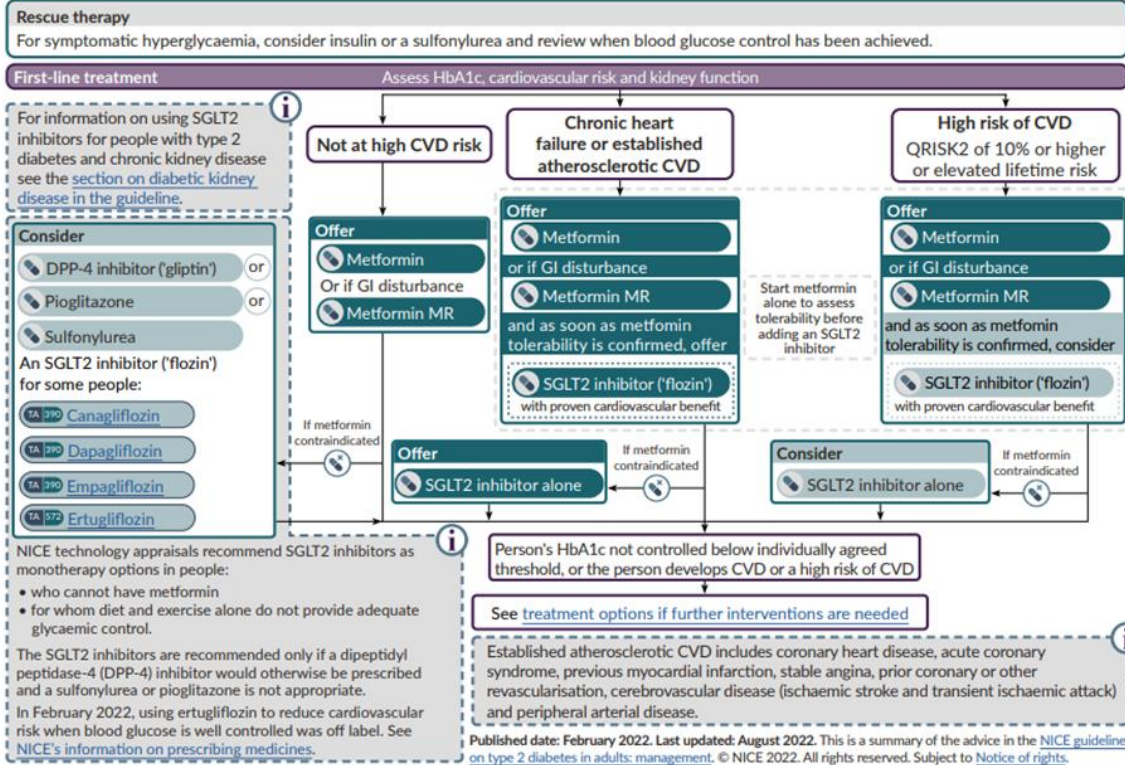 Rescue therapy
For symptomatic hyperglycaemia, consider insulin or a sulfonylurea and review when blood glucose control has been achieved.
First-line treatment
Assess HbA1c, cardiovascular risk and kidney function
For information on using SGLT2
inhibitors for people with type 2
diabetes and chronic kidney disease
see the section on diabetic kidney
disease in the guideline.
i
Not at high CVD risk
Chronic heart
failure or established
atherosclerotic CVD
High risk of CVD
QRISK2 of 10% or higher
or elevated lifetime risk
Consider
DPP-4 inhibitor ('gliptin') or
Pioglitazone or
Sulfonylurea
An SGLT2 inhibitor ('flozin')
for some people:
TA 390 Canagliflozin
TA 390 Dapagliflozin
TA 390 Empagliflozin
TA 572 Ertugliflozin
NICE technology appraisals recommend SGLT2 inhibitors as
monotherapy options in people:
• who cannot have metformin
• for whom diet and exercise alone do not provide adequate
glycaemic control.
The SGLT2 inhibitors are recommended only if a dipeptidyl
peptidase-4 (DPP-4) inhibitor would otherwise be prescribed
and a sulfonylurea or pioglitazone is not appropriate.
In February 2022, using ertugliflozin to reduce cardiovascular
risk when blood glucose is well controlled was off label. See
NICE's information on prescribing medicines.
i
Offer
Metformin
Or if GI disturbance
Metformin MR
If metformin
contraindicated
Offer
Metformin
or if GI disturbance
Metformin MR
and as soon as metfomin
tolerability is confirmed, offer
SGLT2 inhibitor ('flozin')
with proven cardiovascular benefit
Start metformin
alone to assess
tolerability before
adding an SGLT2
inhibitor
Offer
Metformin
or if GI disturbance
Metformin MR
and as soon as metfomin
tolerability is confirmed, consider
SGLT2 inhibitor ('flozin')
with proven cardiovascular benefit
Offer
SGLT2 inhibitor alone
If metformin
contraindicated
Consider
SGLT2 inhibitor alone
If metformin
contraindicated
Person's HbA1c not controlled below individually agreed
threshold, or the person develops CVD or a high risk of CVD
See treatment options if further interventions are needed
i
Established atherosclerotic CVD includes coronary heart disease, acute coronary
syndrome, previous myocardial infarction, stable angina, prior coronary or other
revascularisation, cerebrovascular disease (ischaemic stroke and transient ischaemic attack)
and peripheral arterial disease.
Published date: February 2022. Last updated: August 2022. This is a summary of the advice in the NICE guideline
on type 2 diabetes in adults: management. © NICE 2022. All rights reserved. Subject to Notice of rights.